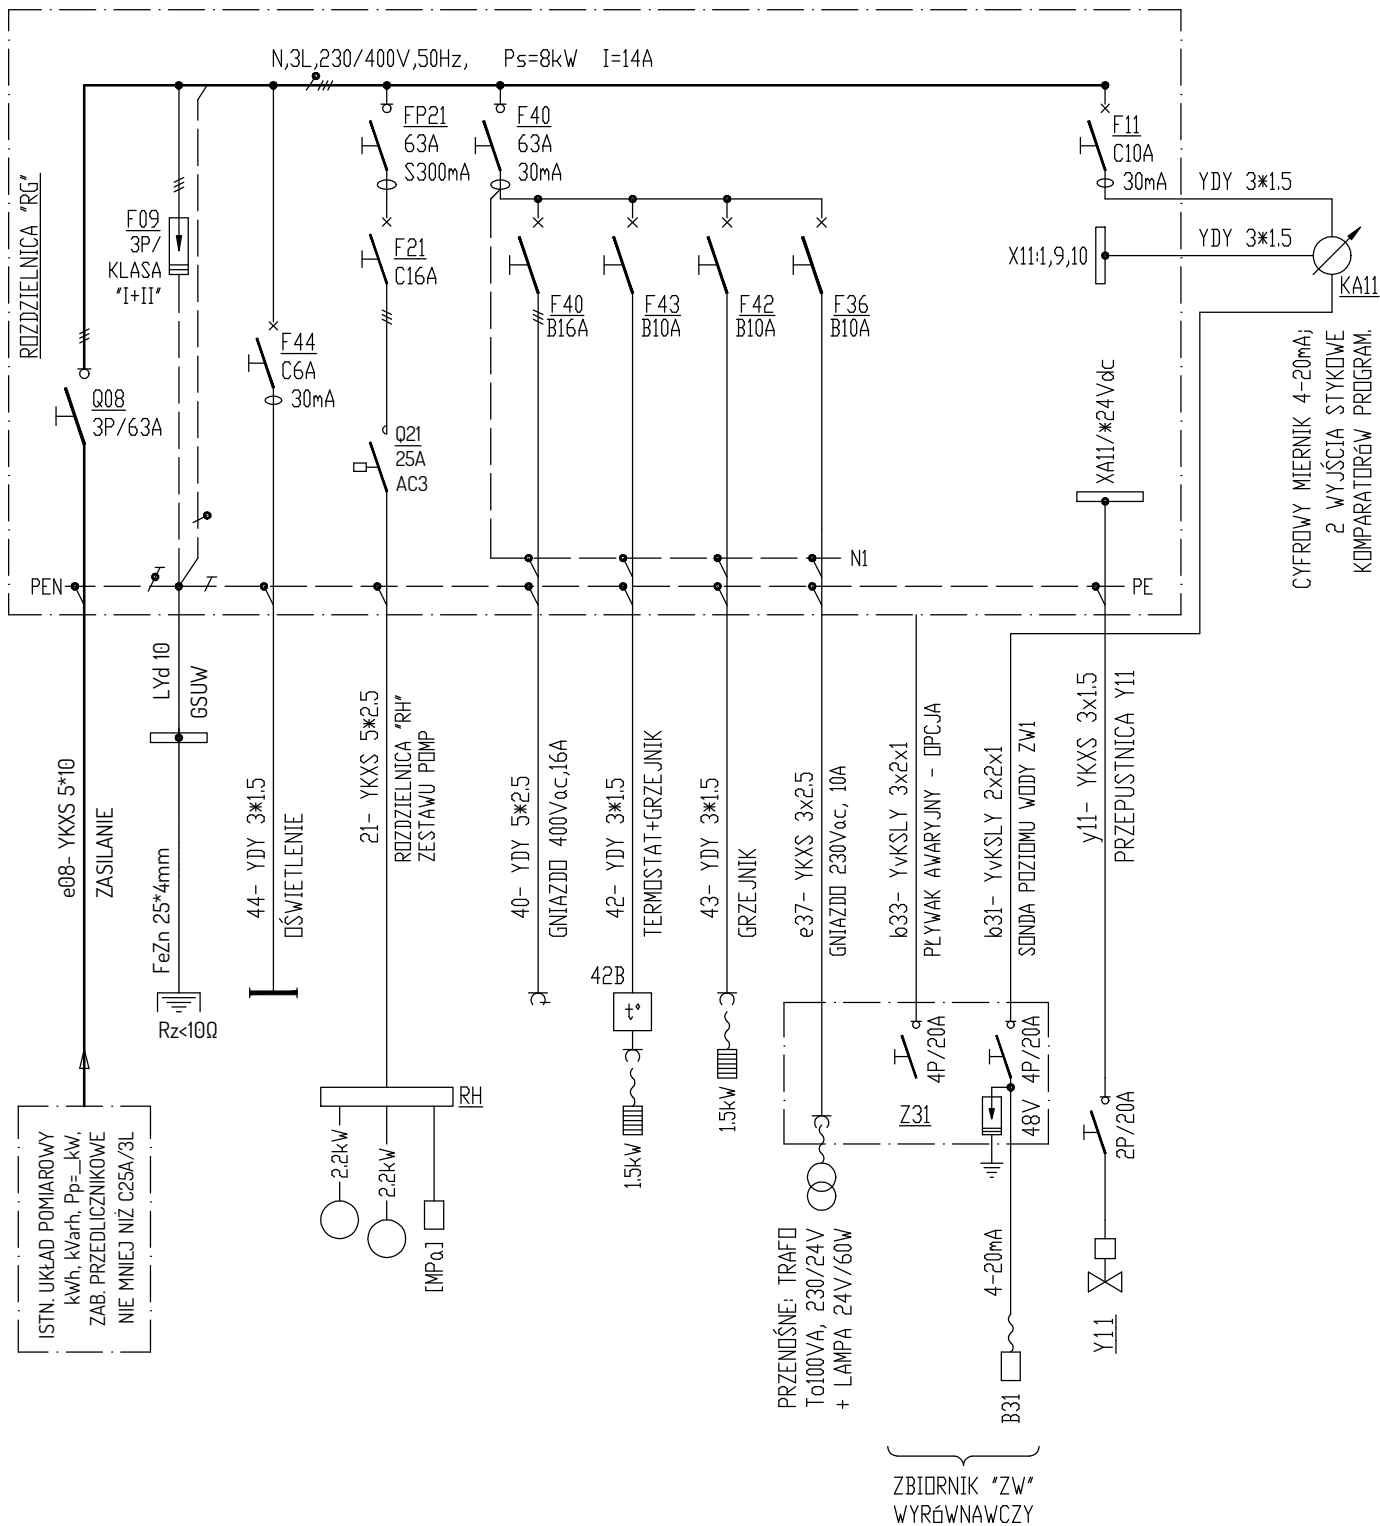 N,3L,230/400V,50Hz, Ps=8kW I=14A
ROZDZIELNICA "RG"
F09
3P/
KLASA
"I+II"
Q08
3P/63A
F44
C6A
30mA
FP21
63A
S300mA
F21
C16A
Q21
25A
AC3
F40
63A
30mA
F40
B16A
F43
B10A
F42
B10A
F36
B10A
F11
C10A
30mA
YDY 3*1.5
YDY 3*1.5
X11:1,9,10
KA11
XA11/*24Vdc
CYFROWY MIERNIK 4-20mA;
2 WYJŚCIA STYKOWE
KOMPARATORÓW PROGRAM.
N1
PEN
PE
e08- YKXS 5*10
ZASILANIE
LYd 10
GSUW
FeZn 25*4mm
Rz<10Ω
44- YDY 3*1.5
OŚWIETLENIE
21- YKXS 5*2.5
ROZDZIELNICA "RH"
ZESTAWU POMP
40- YDY 5*2.5
GNIAZDO 400Vac,16A
42- YDY 3*1.5
TERMOSTAT+GRZEJNIK
43- YDY 3*1.5
GRZEJNIK
e37- YKXS 3x2.5
GNIAZDO 230Vac, 10A
b33- YvKSLY 3x2x1
PŁYWAK AWARYJNY - OPCJA
b31- YvKSLY 2x2x1
SONDA POZIOMU WODY ZW1
y11- YKXS 3x1.5
PRZEPUSTNICA Y11
42B
t°
1.5kW
1.5kW
RH
2.2kW
2.2kW
[MPa]
Z31
4P/20A
4P/20A
48V
2P/20A
4-20mA
B31
Y11
ISTN. UKŁAD POMIAROWY
kWh, kVarh, Pp=_kW,
ZAB. PRZEDLICZNIKOWE
NIE MNIEJ NIŻ C25A/3L
PRZENOŚNE: TRAFO
To100VA, 230/24V
+ LAMPA 24V/60W
ZBIORNIK "ZW"
WYRÓWNAWCZY